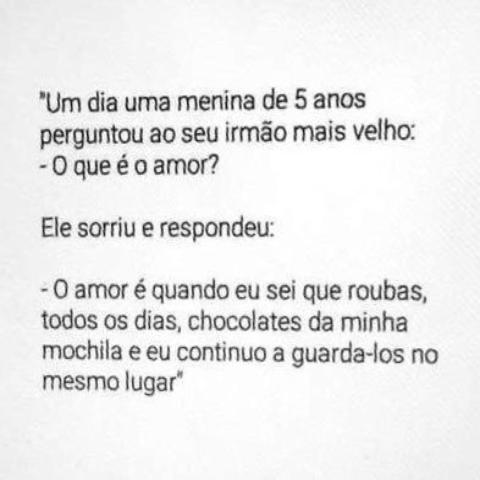 "Um dia uma menina de 5 anos
perguntou ao seu irmão mais velho:
- O que é o amor?
Ele sorriu e respondeu:
- O amor é quando eu sei que roubas,
todos os dias, chocolates da minha
mochila e eu continuo a guarda-los no
mesmo lugar"